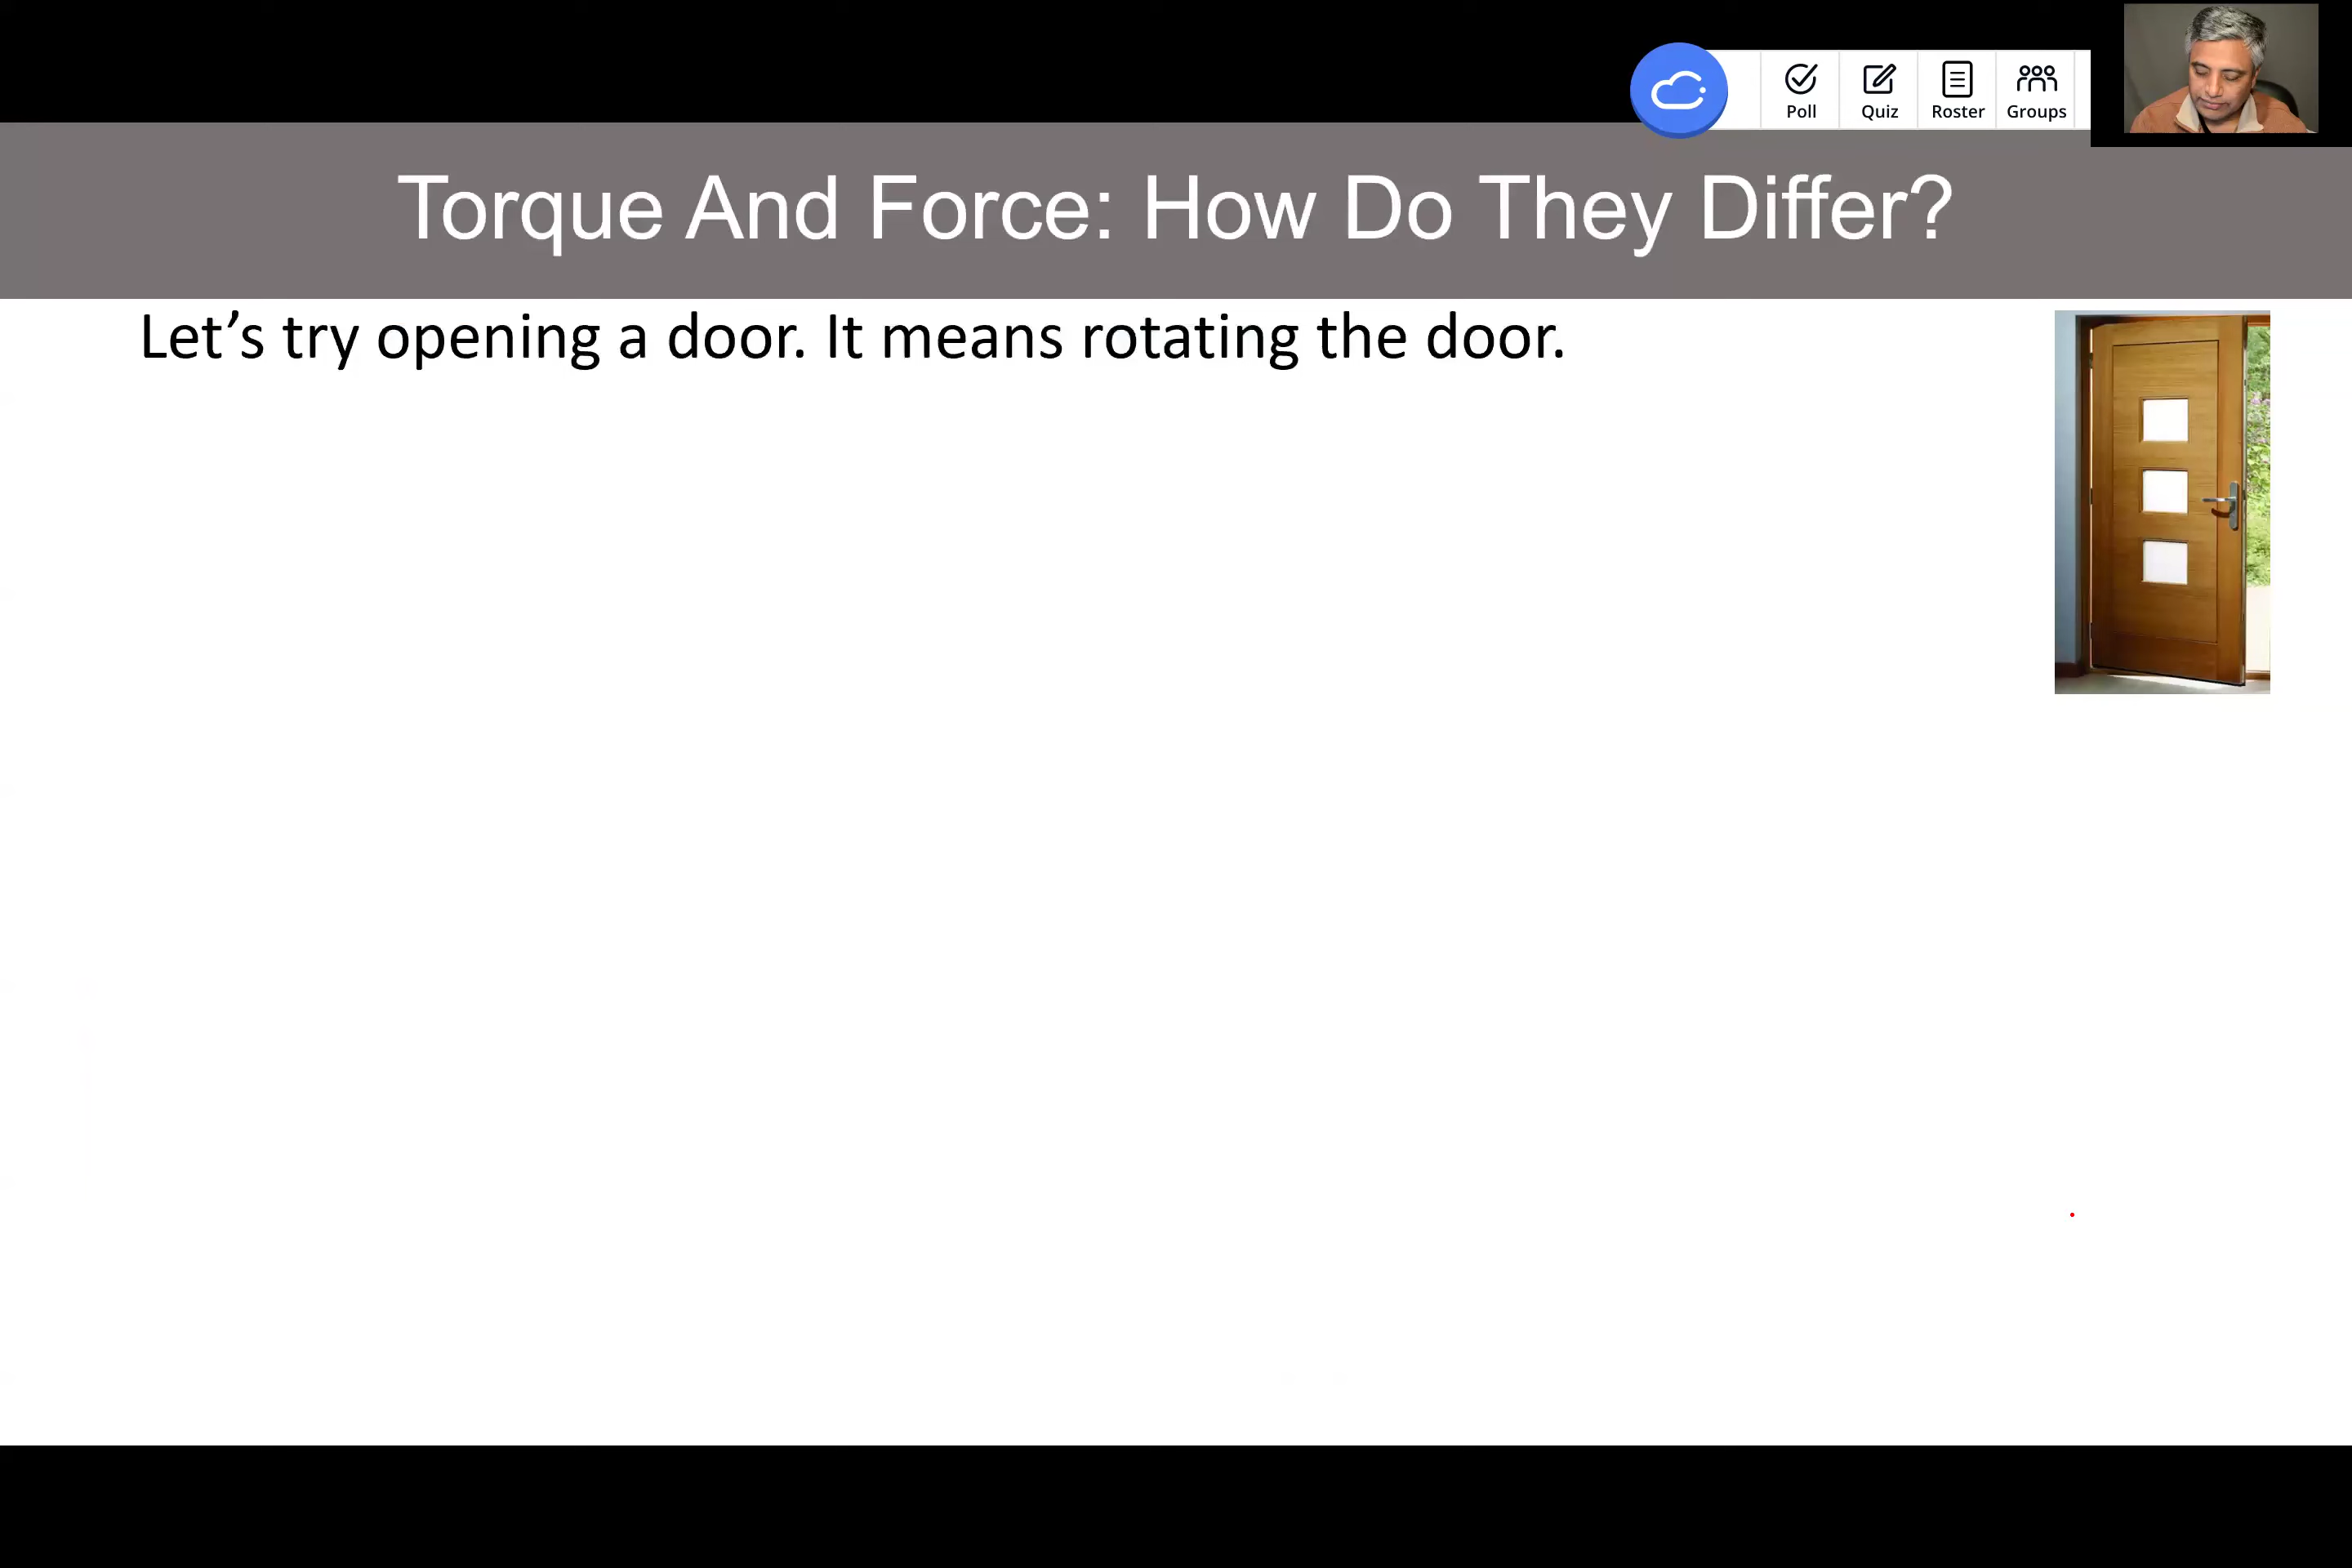 Poll
Quiz
Roster
Groups
Torque And Force: How Do They Differ?
Let’s try opening a door. It means rotating the door.